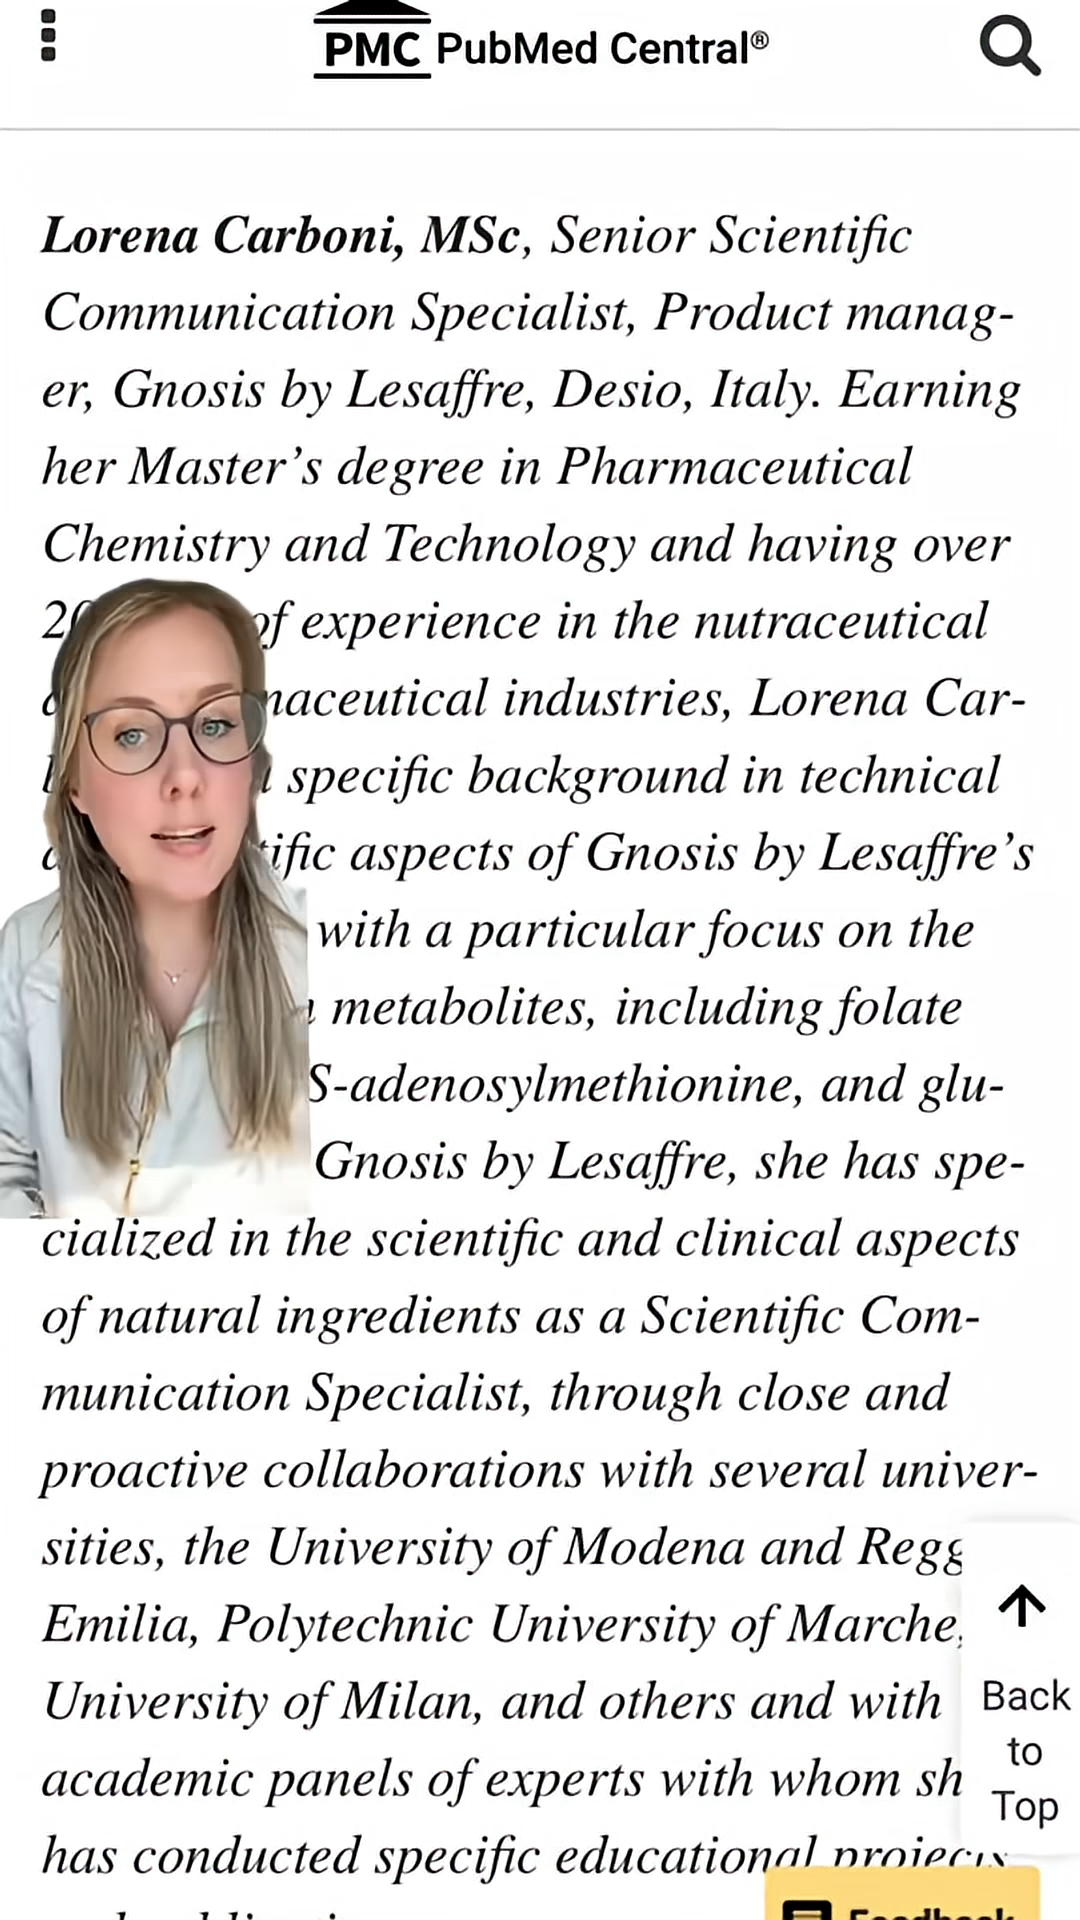 PMC PubMed Central®
Lorena Carboni, MSc, Senior Scientific
Communication Specialist, Product manag-
er, Gnosis by Lesaffre, Desio, Italy. Earning
her Master's degree in Pharmaceutical
Chemistry and Technology and having over
of experience in the nutraceutical
industries, Lorena Car-
specific background in technical
aspects of Gnosis by Lesaffre's
with a particular focus on the
metabolites, including folate
S-adenosylmethionine, and glu-
Gnosis by Lesaffre, she has spe-
cialized in the scientific and clinical aspects
of natural ingredients as a Scientific Com-
munication Specialist, through close and
proactive collaborations with several univer-
sities, the University of Modena and Regg
Emilia, Polytechnic University of Marche,
University of Milan, and others and with
academic panels of experts with whom sh
has conducted specific educational projects
Back
to
Top
Feedback